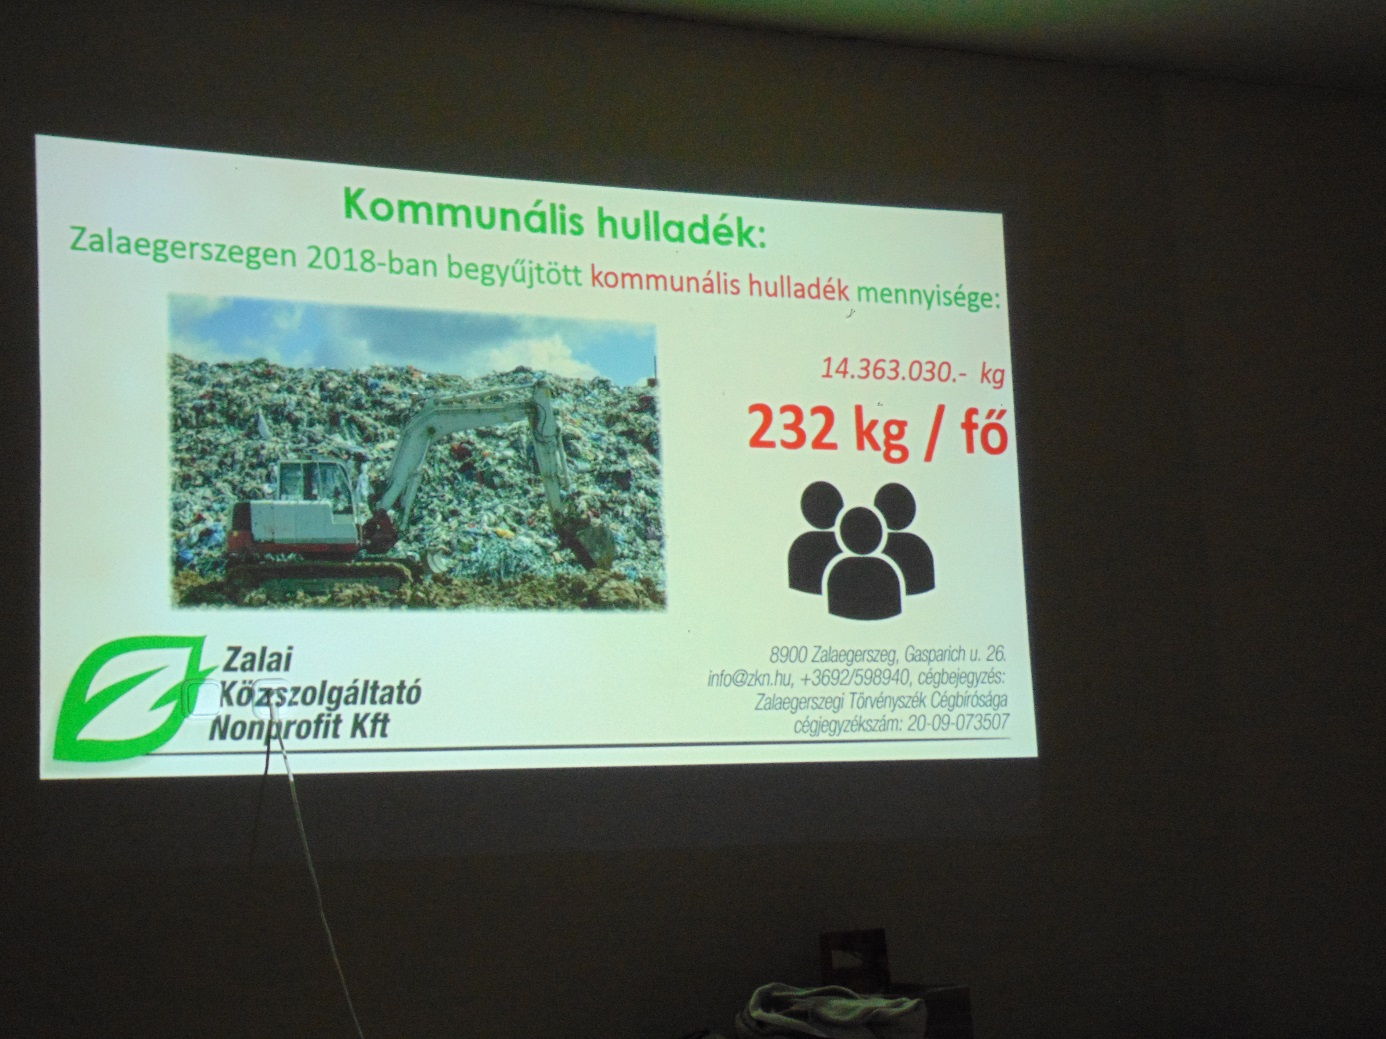 Kommunális hulladék:
Zalaegerszegen 2018-ban begyűjtött kommunális hulladék mennyisége:
14.363.030.- kg
232 kg / fő
Zalai
Közszolgáltató
Nonprofit Kft
8900 Zalaegerszeg, Gasparich u. 26.
info@zkn.hu, +3692/598940, cégbejegyzés:
Zalaegerszegi Törvényszék Cégbírósága
cégjegyzékszám: 20-09-073507